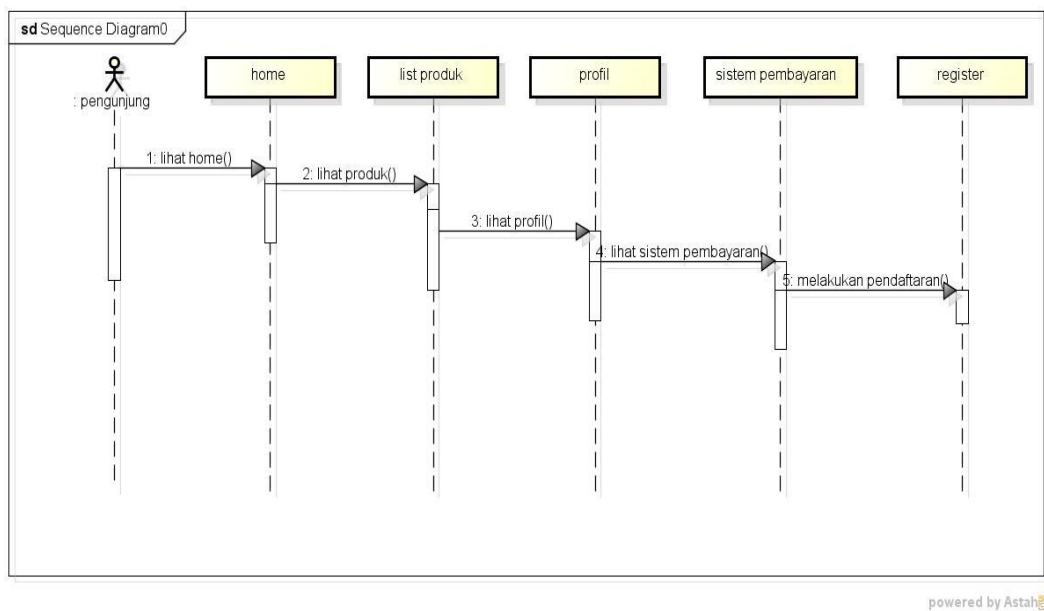 sd Sequence Diagram0
: pengunjung
home
list produk
profil
sistem pembayaran
register
1: lihat home()
2: lihat produk()
3: lihat profil()
4: lihat sistem pembayaran()
5: melakukan pendaftaran()
powered by Astah